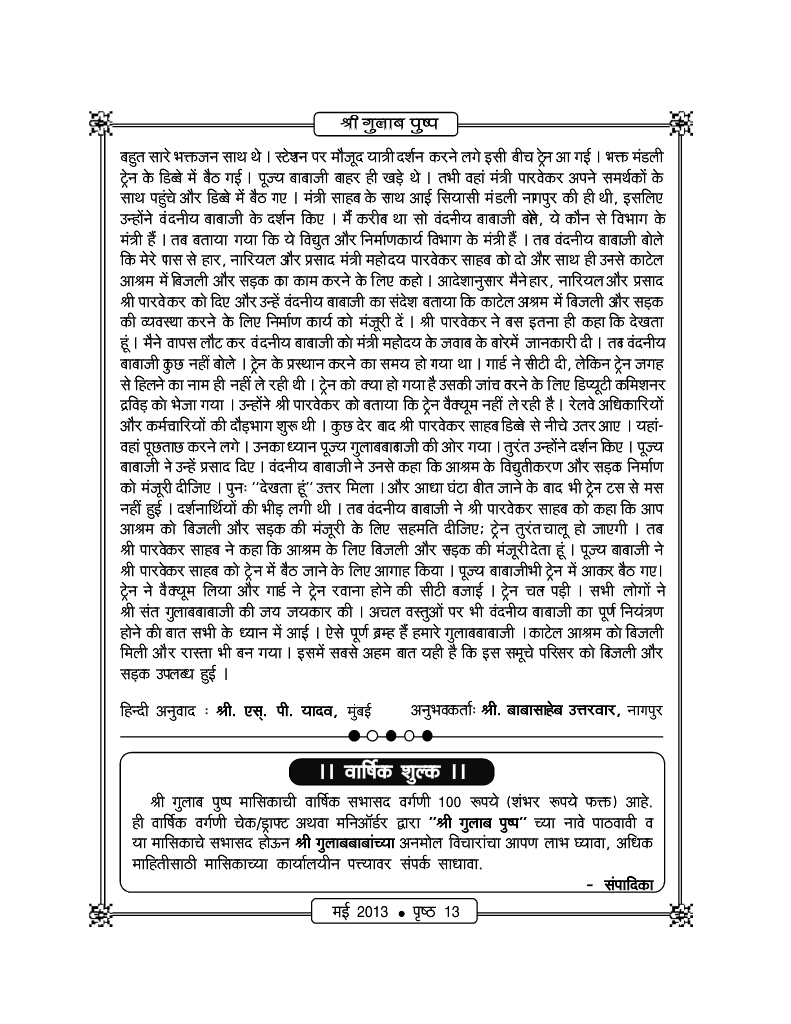 श्री गुलाब पुष्प
बहुत सारे भक्तजन साथ थे । स्टेशन पर मौजूद यात्री दर्शन करने लगे इसी बीच ट्रेन आ गई । भक्त मंडली
ट्रेन के डिब्बे में बैठ गई । पूज्य बाबाजी बाहर ही खड़े थे । तभी वहां मंत्री पारवेकर अपने समर्थकों के
साथ पहुंचे और डिब्बे में बैठ गए । मंत्री साहब के साथ आई सियासी मंडली नागपुर की ही थी, इसलिए
उन्होंने वंदनीय बाबाजी के दर्शन किए । मैं करीब था सो वंदनीय बाबाजी बोले, ये कौन से विभाग के
मंत्री हैं । तब बताया गया कि ये विद्युत और निर्माणकार्य विभाग के मंत्री हैं । तब वंदनीय बाबाजी बोले
कि मेरे पास से हार, नारियल और प्रसाद मंत्री महोदय पारवेकर साहब को दो और साथ ही उनसे काटेल
आश्रम में बिजली और सड़क का काम करने के लिए कहो । आदेशानुसार मैने हार, नारियल और प्रसाद
श्री पारवेकर को दिए और उन्हें वंदनीय बाबाजी का संदेश बताया कि काटेल आश्रम में बिजली और सड़क
की व्यवस्था करने के लिए निर्माण कार्य को मंजूरी दें । श्री पारवेकर ने बस इतना ही कहा कि देखता
हूं । मैने वापस लौट कर वंदनीय बाबाजी को मंत्री महोदय के जवाब के बोरमें जानकारी दी । तब वंदनीय
बाबाजी कुछ नहीं बोले । ट्रेन के प्रस्थान करने का समय हो गया था । गार्ड ने सीटी दी, लेकिन ट्रेन जगह
से हिलने का नाम ही नहीं ले रही थी । ट्रेन को क्या हो गया है उसकी जांच करने के लिए डिप्यूटी कमिशनर
द्रविड़ को भेजा गया । उन्होंने श्री पारवेकर को बताया कि ट्रेन वैक्यूम नहीं ले रही है । रेलवे अधिकारियों
और कर्मचारियों की दौड़भाग शुरू थी । कुछ देर बाद श्री पारवेकर साहब डिब्बे से नीचे उतर आए । यहां-
वहां पूछताछ करने लगे । उनका ध्यान पूज्य गुलाबबाबाजी की ओर गया । तुरंत उन्होंने दर्शन किए । पूज्य
बाबाजी ने उन्हें प्रसाद दिए । वंदनीय बाबाजी ने उनसे कहा कि आश्रम के विद्युतीकरण और सड़क निर्माण
को मंजूरी दीजिए । पुनः ''देखता हूं'' उत्तर मिला । और आधा घंटा बीत जाने के बाद भी ट्रेन टस से मस
नहीं हुई । दर्शनार्थियों की भीड़ लगी थी । तब वंदनीय बाबाजी ने श्री पारवेकर साहब को कहा कि आप
आश्रम को बिजली और सड़क की मंजूरी के लिए सहमति दीजिए; ट्रेन तुरंत चालू हो जाएगी । तब
श्री पारवेकर साहब ने कहा कि आश्रम के लिए बिजली और सड़क की मंजूरी देता हूं । पूज्य बाबाजी ने
श्री पारवेकर साहब को ट्रेन में बैठ जाने के लिए आगाह किया । पूज्य बाबाजी भी ट्रेन में आकर बैठ गए।
ट्रेन ने वैक्यूम लिया और गार्ड ने ट्रेन रवाना होने की सीटी बजाई । ट्रेन चल पड़ी । सभी लोगों ने
श्री संत गुलाबबाबाजी की जय जयकार की । अचल वस्तुओं पर भी वंदनीय बाबाजी का पूर्ण नियंत्रण
होने की बात सभी के ध्यान में आई । ऐसे पूर्ण ब्रम्ह हैं हमारे गुलाबबाबाजी । काटेल आश्रम को बिजली
मिली और रास्ता भी बन गया । इसमें सबसे अहम बात यही है कि इस समूचे परिसर को बिजली और
सड़क उपलब्ध हुई ।
हिन्दी अनुवाद : श्री. एस्. पी. यादव, मुंबई अनुभवकर्ताः श्री. बाबासाहेब उत्तरवार, नागपुर
।। वार्षिक शुल्क ।।
श्री गुलाब पुष्प मासिकाची वार्षिक सभासद वर्गणी 100 रूपये (शंभर रूपये फक्त) आहे.
ही वार्षिक वर्गणी चेक/ड्राफ्ट अथवा मनिऑर्डर द्वारा ''श्री गुलाब पुष्प'' च्या नावे पाठवावी व
या मासिकाचे सभासद होऊन श्री गुलाबबाबांच्या अनमोल विचारांचा आपण लाभ घ्यावा, अधिक
माहितीसाठी मासिकाच्या कार्यालयीन पत्त्यावर संपर्क साधावा.
- संपादिका
मई 2013 ● पृष्ठ 13